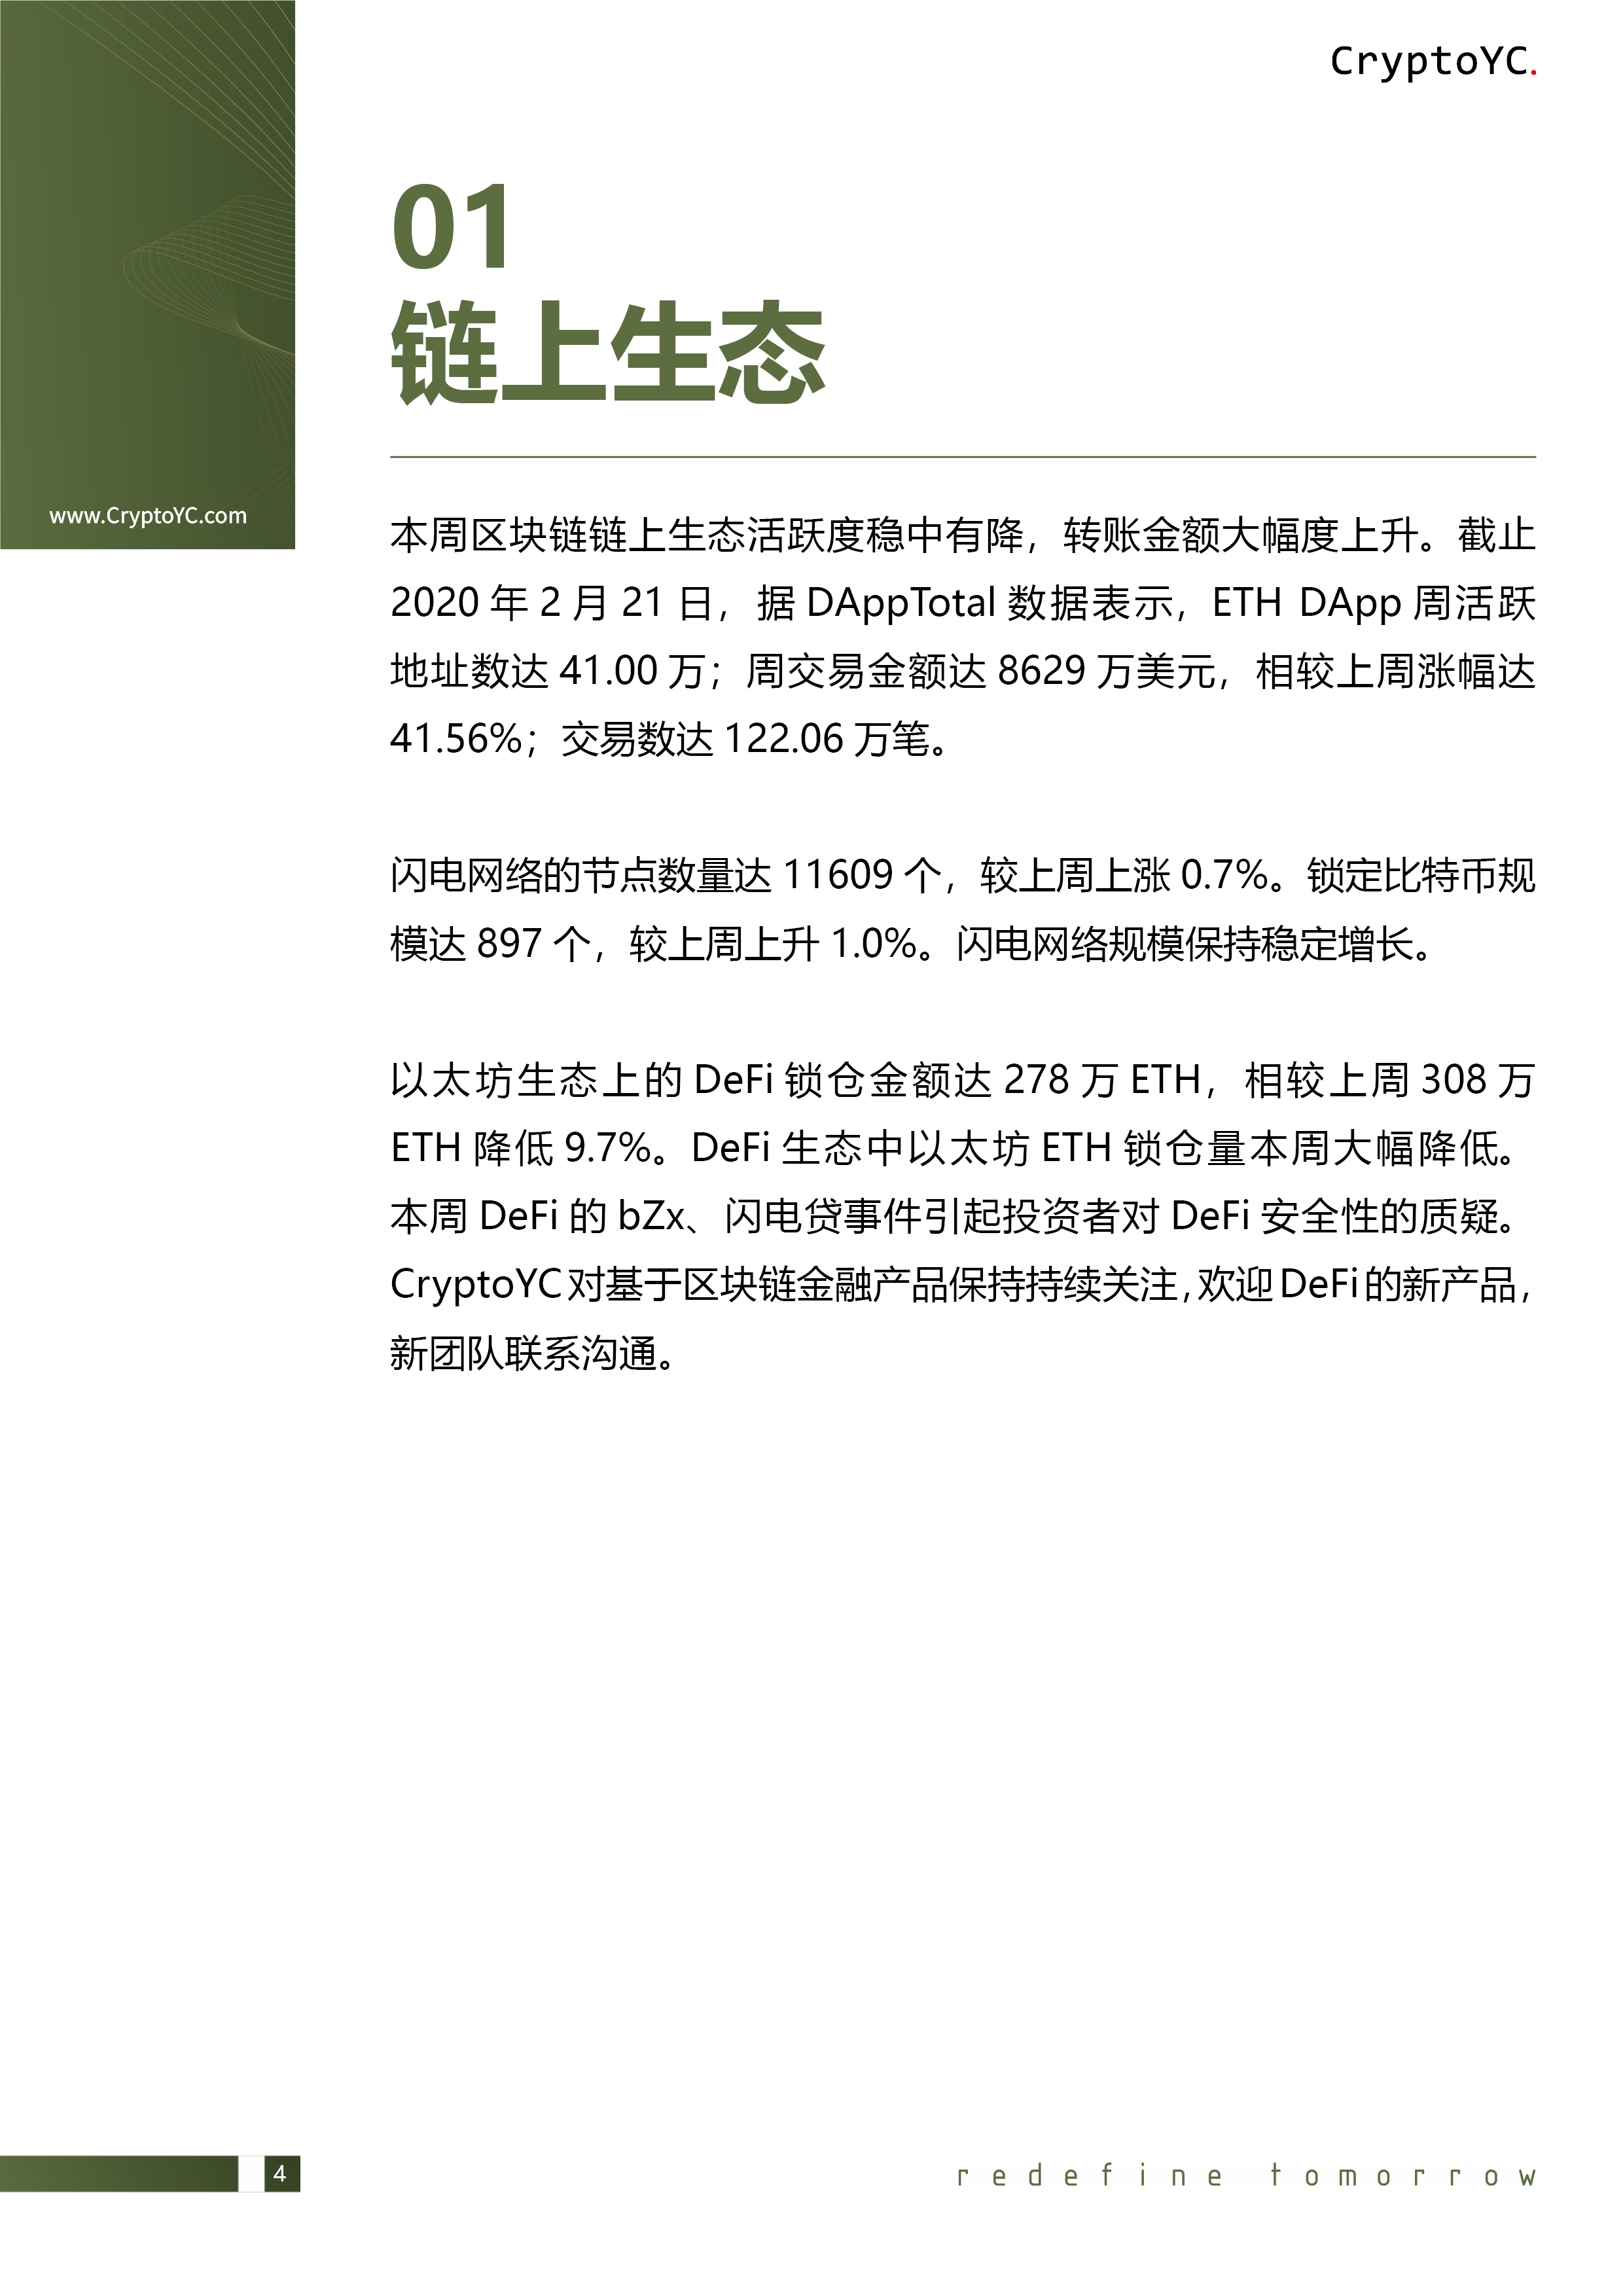 CryptoYC.
01
链上生态
www.CryptoYC.com
本周区块链链上生态活跃度稳中有降，转账金额大幅度上升。截止
2020 年 2 月 21 日，据 DAppTotal 数据表示，ETH DApp 周活跃
地址数达 41.00 万；周交易金额达 8629 万美元，相较上周涨幅达
41.56%；交易数达 122.06 万笔。
闪电网络的节点数量达 11609 个，较上周上涨 0.7%。锁定比特币规
模达 897 个，较上周上升 1.0%。闪电网络规模保持稳定增长。
以太坊生态上的 DeFi 锁仓金额达 278 万 ETH，相较上周 308 万
ETH 降低 9.7%。DeFi 生态中以太坊 ETH 锁仓量本周大幅降低。
本周 DeFi 的 bZx、闪电贷事件引起投资者对 DeFi 安全性的质疑。
CryptoYC 对基于区块链金融产品保持持续关注，欢迎 DeFi 的新产品，
新团队联系沟通。
4
redefine tomorrow